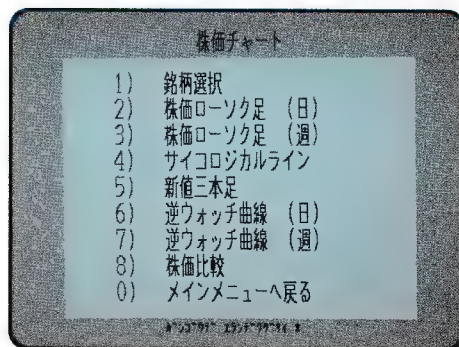 株価チャート
1) 銘柄選択
2) 株価ローソク足 (日)
3) 株価ローソク足 (週)
4) サイコロジカルライン
5) 新値三本足
6) 逆ウォッチ曲線 (日)
7) 逆ウォッチ曲線 (週)
8) 株価比較
0) メインメニューへ戻る